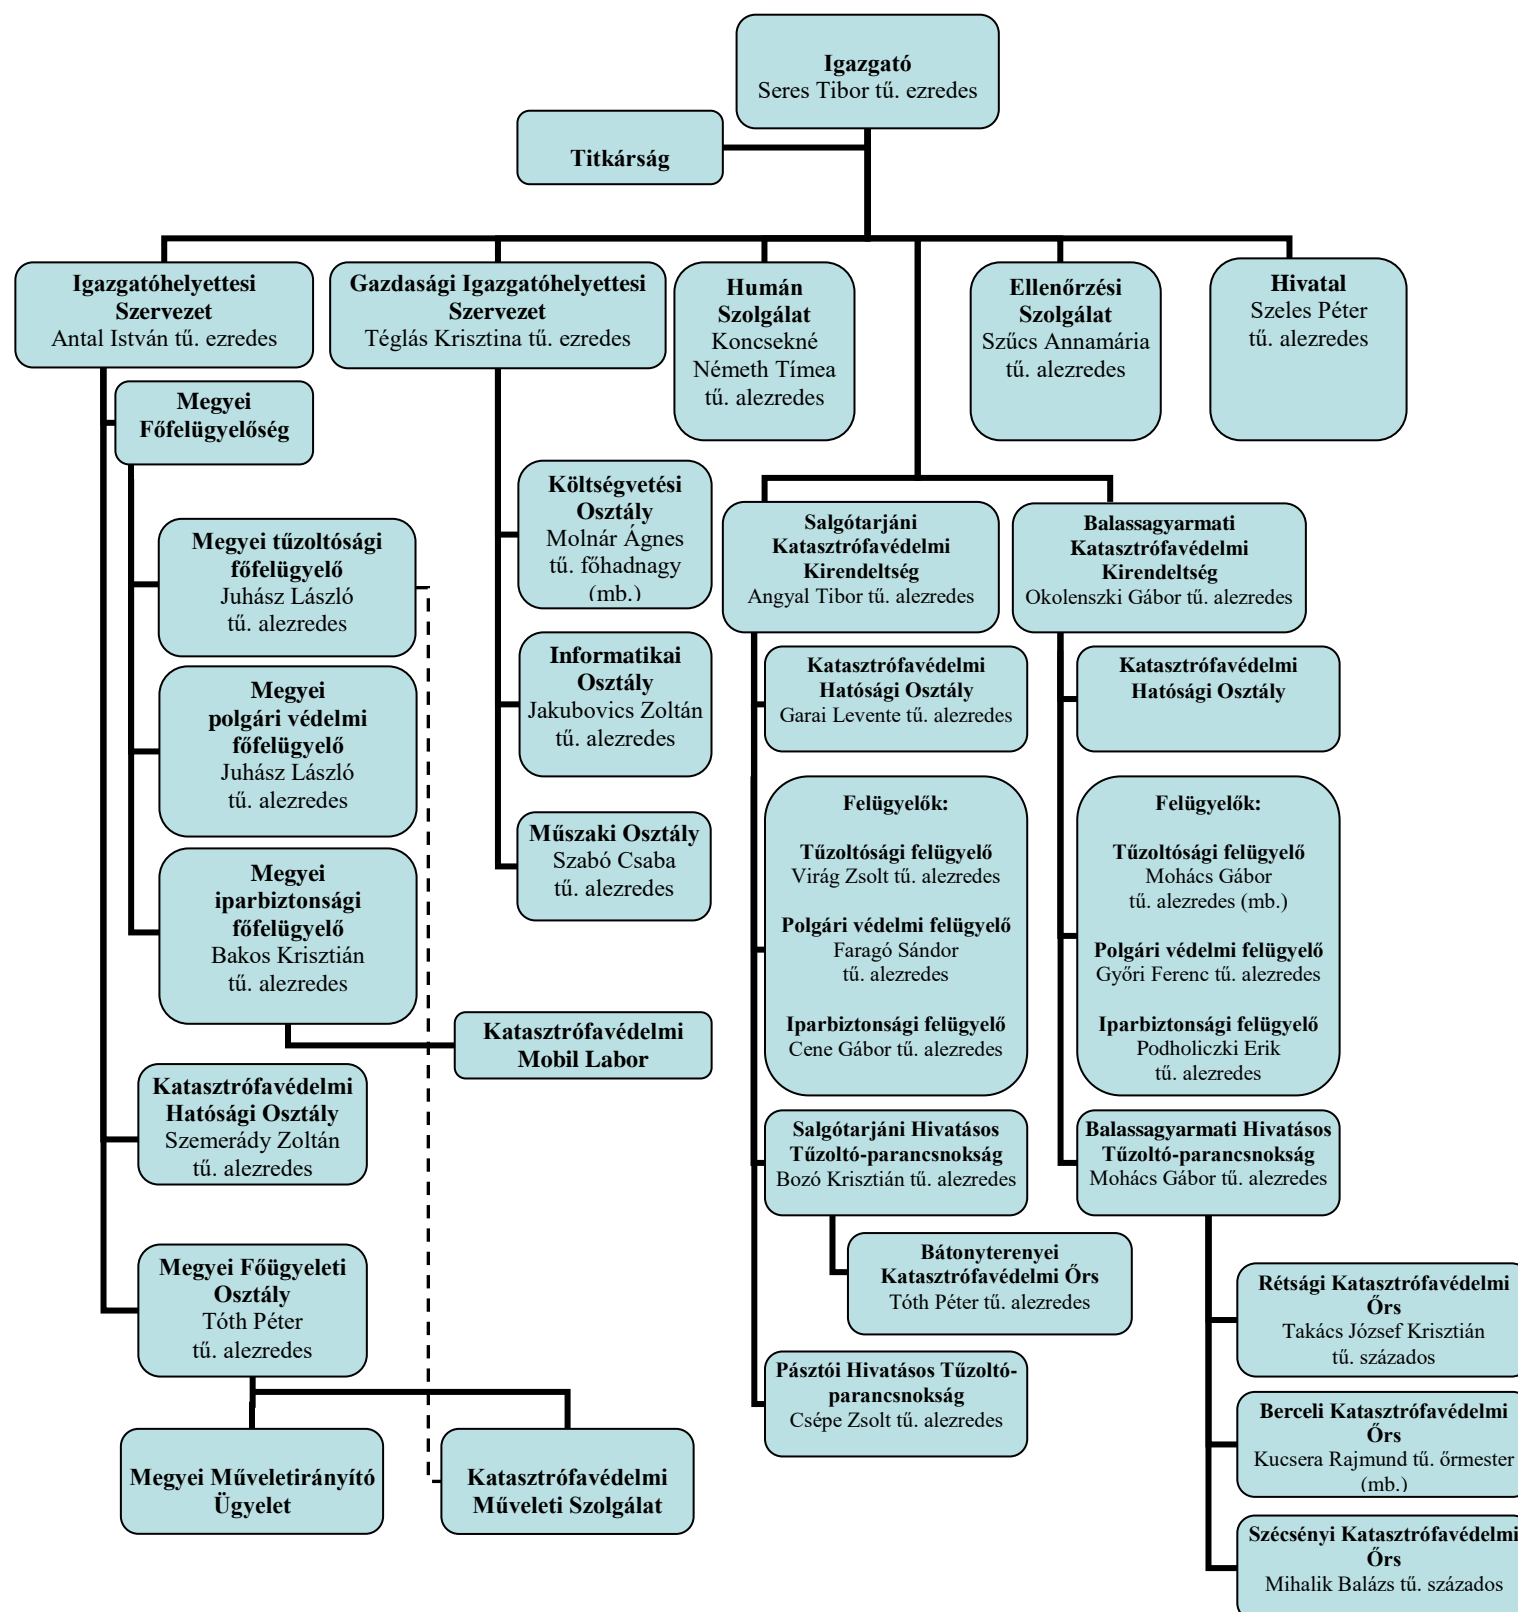 Igazgató
Seres Tibor tű. ezredes
Titkárság
Igazgatóhelyettesi
Szervezet
Antal István tű. ezredes
Gazdasági Igazgatóhelyettesi
Szervezet
Téglás Krisztina tű. ezredes
Humán
Szolgálat
Koncsekné
Németh Tímea
tű. alezredes
Ellenőrzési
Szolgálat
Szűcs Annamária
tű. alezredes
Hivatal
Szeles Péter
tű. alezredes
Megyei
Főfelügyelőség
Megyei tűzoltósági
főfelügyelő
Juhász László
tű. alezredes
Megyei
polgári védelmi
főfelügyelő
Juhász László
tű. alezredes
Megyei
iparbiztonsági
főfelügyelő
Bakos Krisztián
tű. alezredes
Katasztrófavédelmi
Mobil Labor
Katasztrófavédelmi
Hatósági Osztály
Szemerády Zoltán
tű. alezredes
Megyei Főügyeleti
Osztály
Tóth Péter
tű. alezredes
Megyei Műveletirányító
Ügyelet
Katasztrófavédelmi
Műveleti Szolgálat
Költségvetési
Osztály
Molnár Ágnes
tű. főhadnagy
(mb.)
Informatikai
Osztály
Jakubovics Zoltán
tű. alezredes
Műszaki Osztály
Szabó Csaba
tű. alezredes
Salgótarjáni
Katasztrófavédelmi
Kirendeltség
Angyal Tibor tű. alezredes
Katasztrófavédelmi
Hatósági Osztály
Garai Levente tű. alezredes
Felügyelők:
Tűzoltósági felügyelő
Virág Zsolt tű. alezredes
Polgári védelmi felügyelő
Faragó Sándor
tű. alezredes
Iparbiztonsági felügyelő
Cene Gábor tű. alezredes
Salgótarjáni Hivatásos
Tűzoltó-parancsnokság
Bozó Krisztián tű. alezredes
Bátonyterenyei
Katasztrófavédelmi Őrs
Tóth Péter tű. alezredes
Pásztói Hivatásos Tűzoltó-
parancsnokság
Csépe Zsolt tű. alezredes
Balassagyarmati
Katasztrófavédelmi
Kirendeltség
Okolenszki Gábor tű. alezredes
Katasztrófavédelmi
Hatósági Osztály
Felügyelők:
Tűzoltósági felügyelő
Mohács Gábor
tű. alezredes (mb.)
Polgári védelmi felügyelő
Győri Ferenc tű. alezredes
Iparbiztonsági felügyelő
Podholiczki Erik
tű. alezredes
Balassagyarmati Hivatásos
Tűzoltó-parancsnokság
Mohács Gábor tű. alezredes
Rétsági Katasztrófavédelmi
Őrs
Takács József Krisztián
tű. százados
Berceli Katasztrófavédelmi
Őrs
Kucsera Rajmund tű. őrmester
(mb.)
Szécsényi Katasztrófavédelmi
Őrs
Mihalik Balázs tű. százados